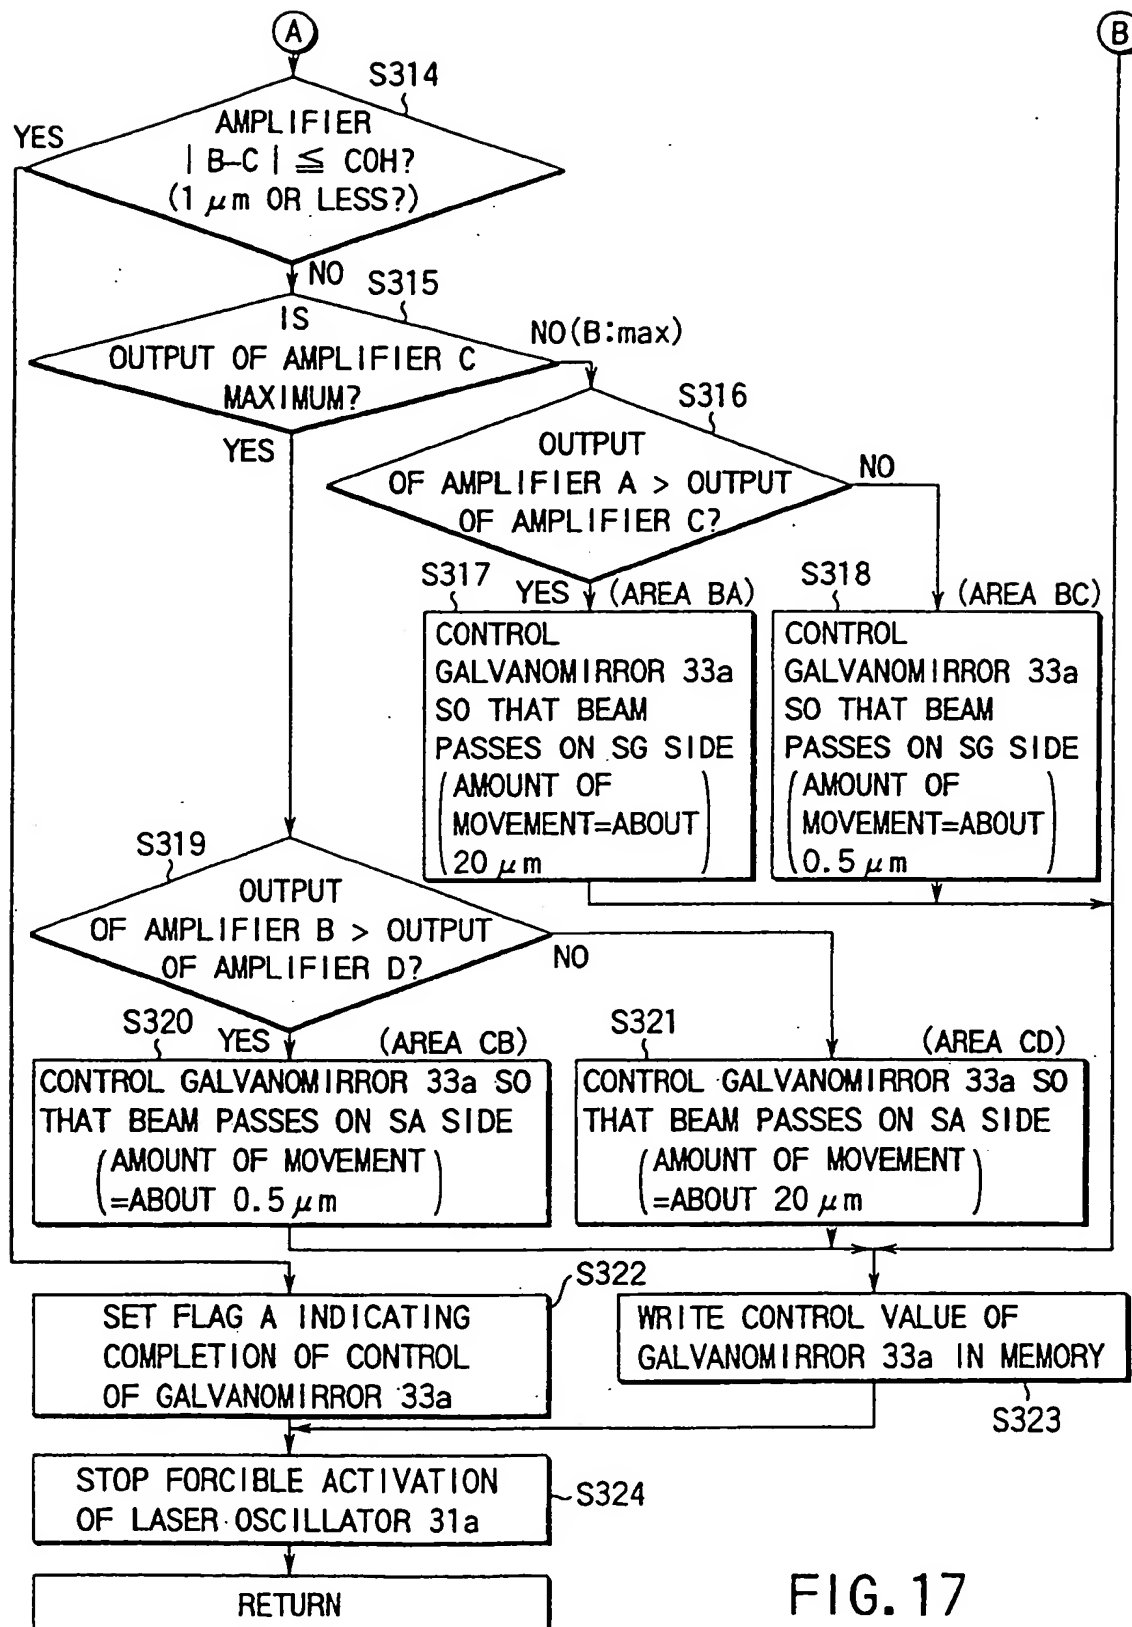 A
B
S314
YES
AMPLIFIER
| B–C | ≦ COH?
(1 μm OR LESS?)
NO
S315
IS
OUTPUT OF AMPLIFIER C
MAXIMUM?
NO(B:max)
YES
S316
OUTPUT
OF AMPLIFIER A > OUTPUT
OF AMPLIFIER C?
NO
S317
YES
(AREA BA)
CONTROL
GALVANOMIRROR 33a
SO THAT BEAM
PASSES ON SG SIDE
(AMOUNT OF
MOVEMENT=ABOUT
20 μm)
S318
(AREA BC)
CONTROL
GALVANOMIRROR 33a
SO THAT BEAM
PASSES ON SG SIDE
(AMOUNT OF
MOVEMENT=ABOUT
0.5 μm)
S319
OUTPUT
OF AMPLIFIER B > OUTPUT
OF AMPLIFIER D?
NO
S320
YES
(AREA CB)
CONTROL GALVANOMIRROR 33a SO
THAT BEAM PASSES ON SA SIDE
(AMOUNT OF MOVEMENT
=ABOUT 0.5 μm)
S321
(AREA CD)
CONTROL GALVANOMIRROR 33a SO
THAT BEAM PASSES ON SA SIDE
(AMOUNT OF MOVEMENT
=ABOUT 20 μm)
S322
SET FLAG A INDICATING
COMPLETION OF CONTROL
OF GALVANOMIRROR 33a
WRITE CONTROL VALUE OF
GALVANOMIRROR 33a IN MEMORY
S323
STOP FORCIBLE ACTIVATION
OF LASER OSCILLATOR 31a
S324
RETURN
FIG. 17